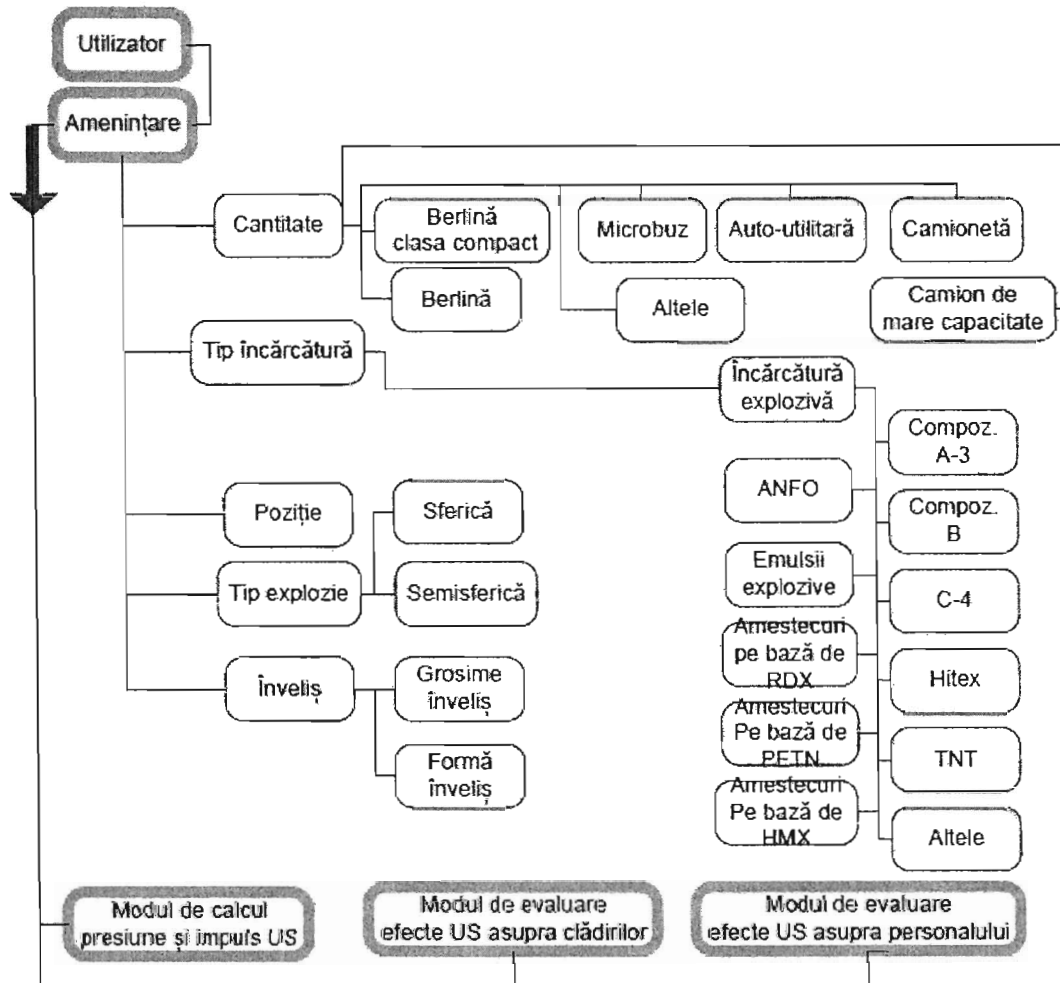 Utilizator
Amenințare
Cantitate
Berlină
clasa compact
Microbuz
Auto-utilitară
Camionetă
Berlină
Altele
Camion de
mare capacitate
Tip încărcătură
Încărcătură
explozivă
Compoz.
A-3
ANFO
Compoz.
B
Poziție
Sferică
Emulsii
explozive
Tip explozie
Semisferică
C-4
Amestecuri
pe bază de
RDX
Hitex
Înveliș
Grosime
înveliș
Amestecuri
Pe bază de
PETN
TNT
Formă
înveliș
Amestecuri
Pe bază de
HMX
Altele
Modul de calcul
presiune și impuls US
Modul de evaluare
efecte US asupra clădirilor
Modul de evaluare
efecte US asupra personalului